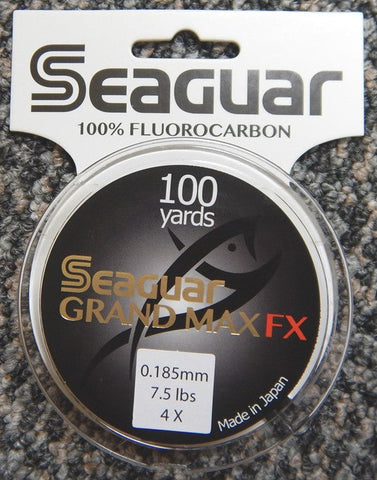 Seaguar
100% FLUOROCARBON
100
yards
Seaguar
GRAND MAX FX
0.185mm
7.5 lbs
4 X
Made in Japan